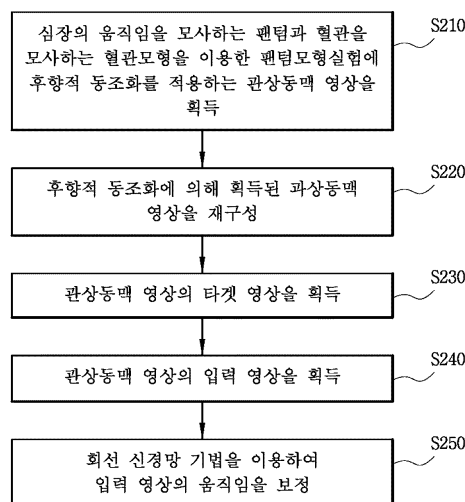 S210
심장의 움직임을 모사하는 팬텀과 혈관을
모사하는 혈관모형을 이용한 팬텀모형실험에
후향적 동조화를 적용하는 관상동맥 영상을
획득
S220
후향적 동조화에 의해 획득된 과상동맥
영상을 재구성
S230
관상동맥 영상의 타겟 영상을 획득
S240
관상동맥 영상의 입력 영상을 획득
S250
회선 신경망 기법을 이용하여
입력 영상의 움직임을 보정